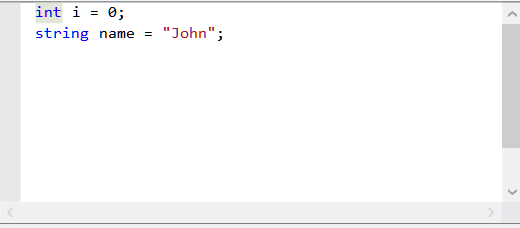 int i = 0;
string name = "John";